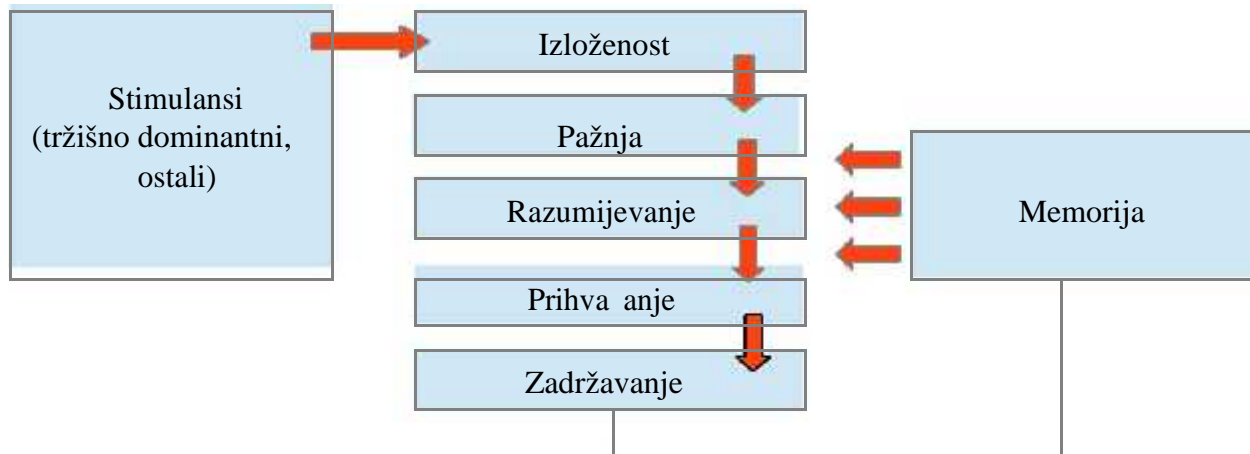 Stimulansi
(tržišno dominantni,
ostali)
Izloženost
Pažnja
Razumijevanje
Prihva anje
Zadržavanje
Memorija